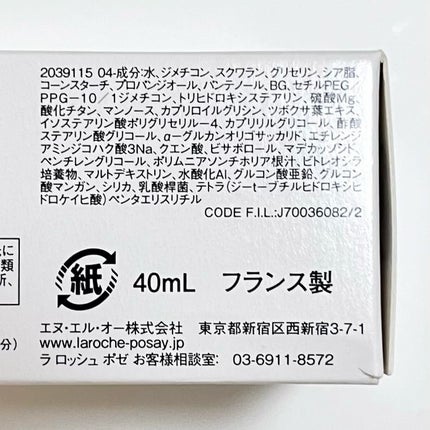 2039115 04-成分:水、ジメチコン、スクワラン、グリセリン、シア脂、
コーンスターチ、プロパンジオール、パンテノール、BG、セチルPEG/
PPG-10/1ジメチコン、トリヒドロキシステアリン、硫酸Mg、
酸化チタン、マンノース、カプリロイルグリシン、ツボクサ葉エキス、
イソステアリン酸ポリグリセリル-4、カプリリルグリコール、酢酸
ステアリン酸グリコール、α-グルカンオリゴサッカリド、エチレンジ
アミンジコハク酸3Na、クエン酸、ビサボロール、マデカッソシド、
ペンチレングリコール、ポリムニアソンチホリア根汁、ビトレオシラ
培養物、マルトデキストリン、水酸化Al、グルコン酸亜鉛、グルコン
酸マンガン、シリカ、乳酸桿菌、テトラ(ジ-t-ブチルヒドロキシヒ
ドロケイヒ酸)ペンタエリスリチル
CODE F.I.L:J70036082/2
に
類
所、
紙
40mL フランス製
エヌ・エル・オー株式会社 東京都新宿区西新宿3-7-1
分)
www.laroche-posay.jp
ラ ロッシュ ポゼ お客様相談室: 03-6911-8572